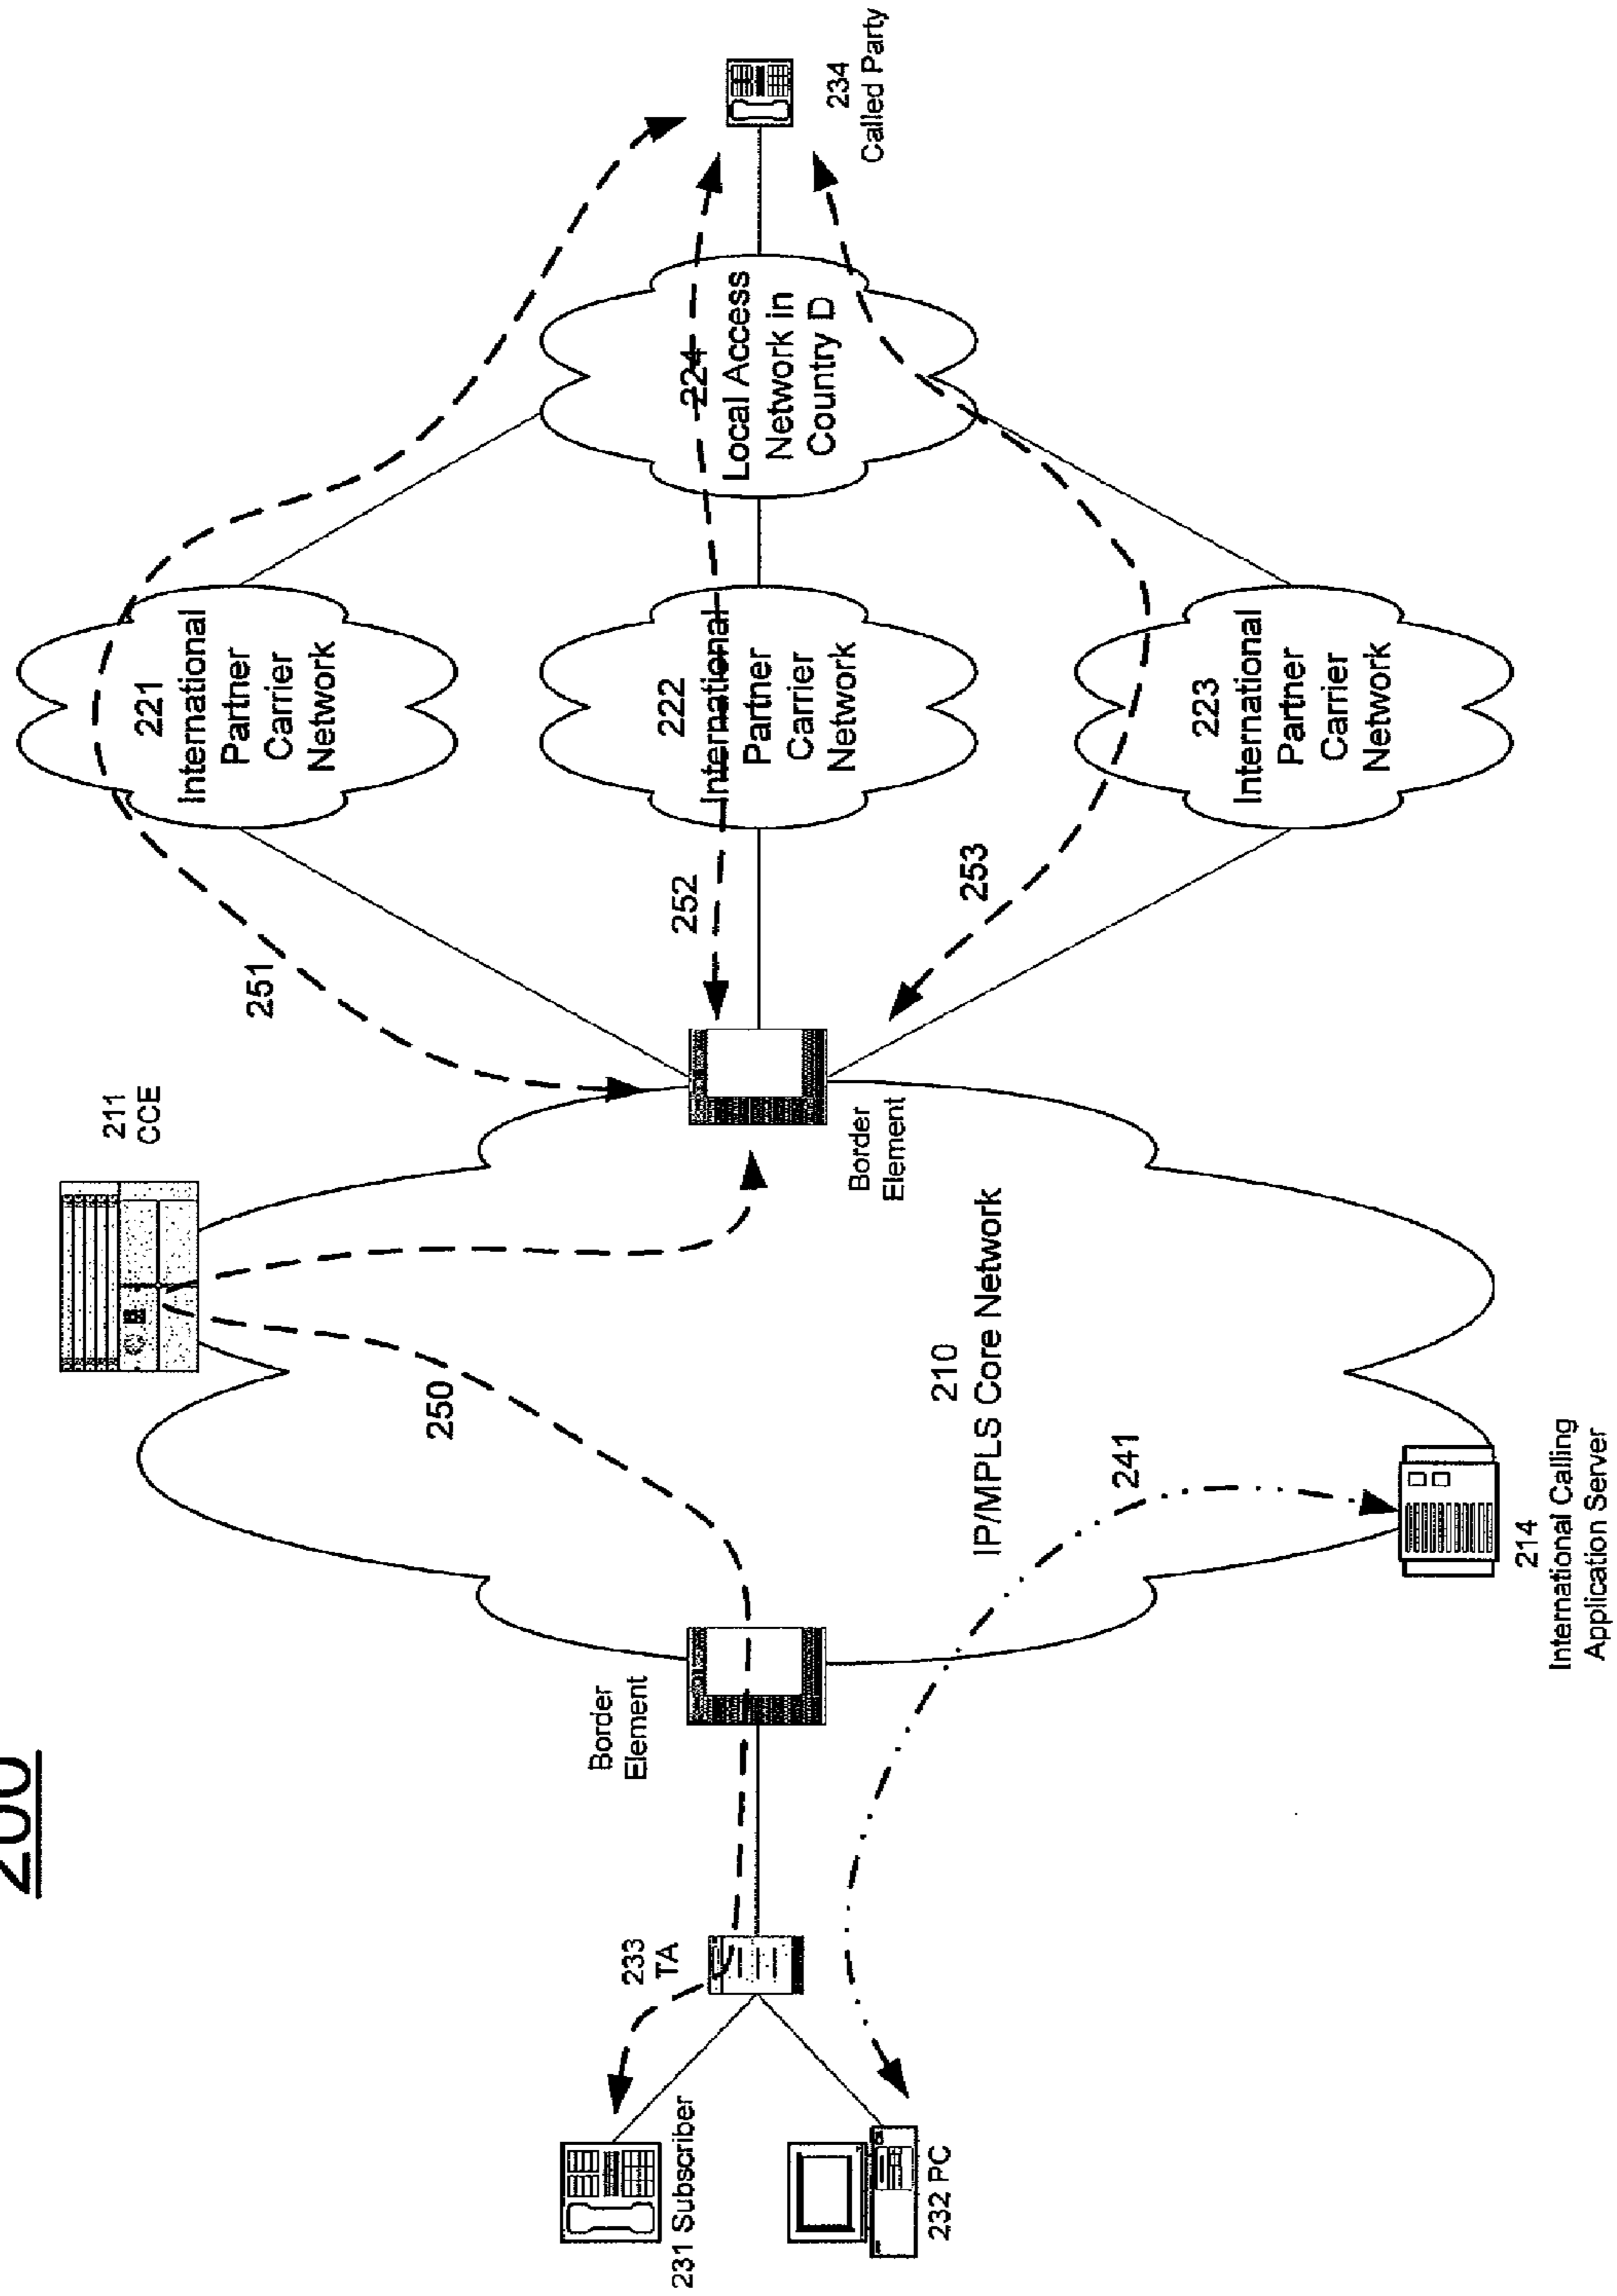 200
211
CCE
221
International
Partner
Carrier
Network
251
250
Border
Element
233
TA
231 Subscriber
252
222
International
Partner
Carrier
Network
224
Local Access
Network in
Country D
234
Called Party
Border
Element
232 PC
210
IP/MPLS Core Network
253
241
223
International
Partner
Carrier
Network
214
International Calling
Application Server